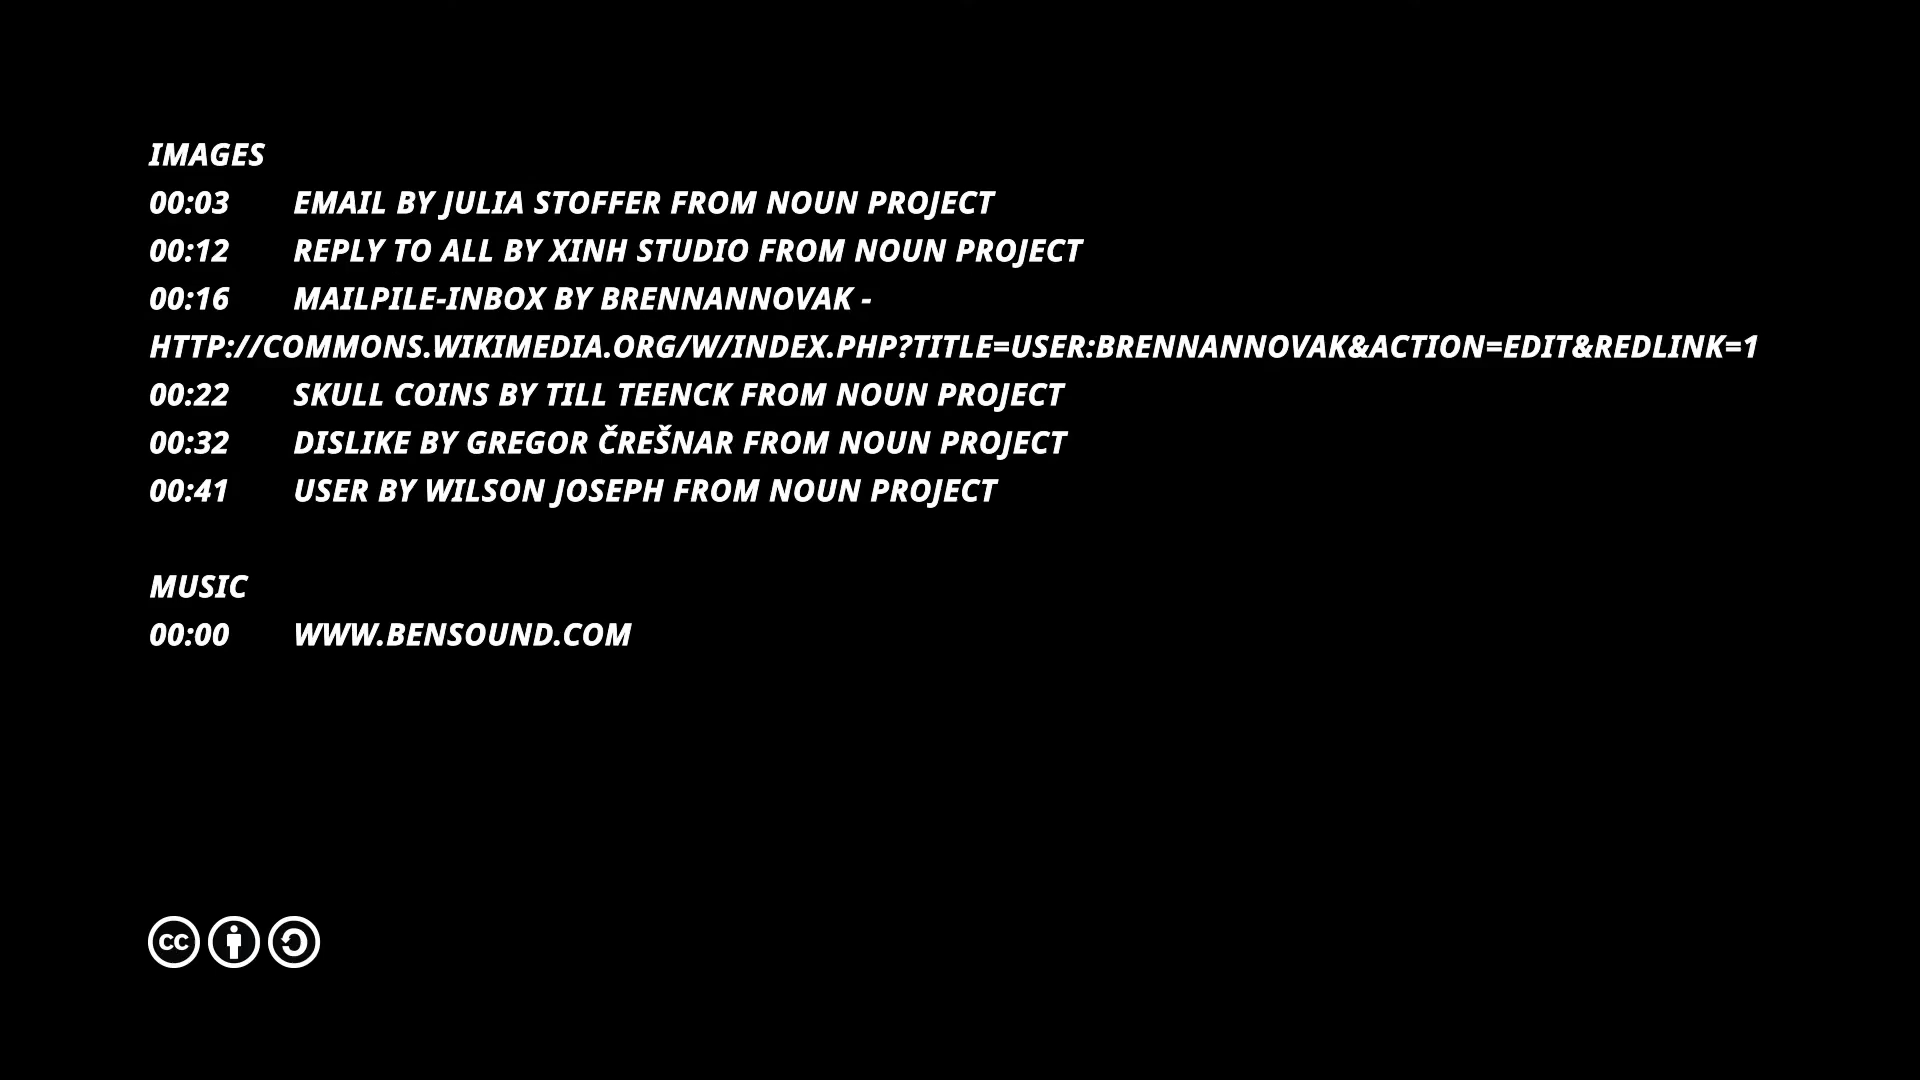 IMAGES
00:03 EMAIL BY JULIA STOFFER FROM NOUN PROJECT
00:12 REPLY TO ALL BY XINH STUDIO FROM NOUN PROJECT
00:16 MAILPILE-INBOX BY BRENNANNOVAK -
HTTP://COMMONS.WIKIMEDIA.ORG/W/INDEX.PHP?TITLE=USER:BRENNANNOVAK&ACTION=EDIT&REDLINK=1
00:22 SKULL COINS BY TILL TEENCK FROM NOUN PROJECT
00:32 DISLIKE BY GREGOR ČREŠNAR FROM NOUN PROJECT
00:41 USER BY WILSON JOSEPH FROM NOUN PROJECT
MUSIC
00:00 WWW.BENSOUND.COM
CC